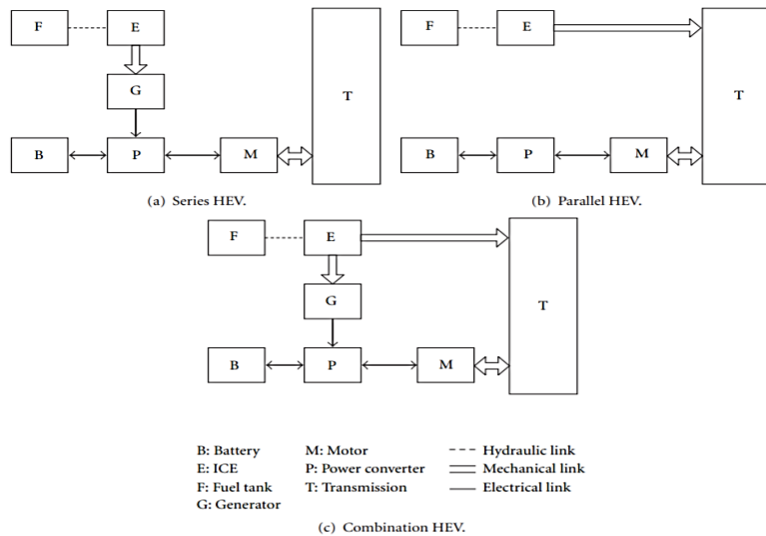 F E
G
B P M
T
(a) Series HEV.
F E
B P M
T
(b) Parallel HEV.
F E
G
B P M
T
B: Battery
E: ICE
F: Fuel tank
G: Generator
M: Motor
P: Power converter
T: Transmission
Hydraulic link
Mechanical link
Electrical link
(c) Combination HEV.